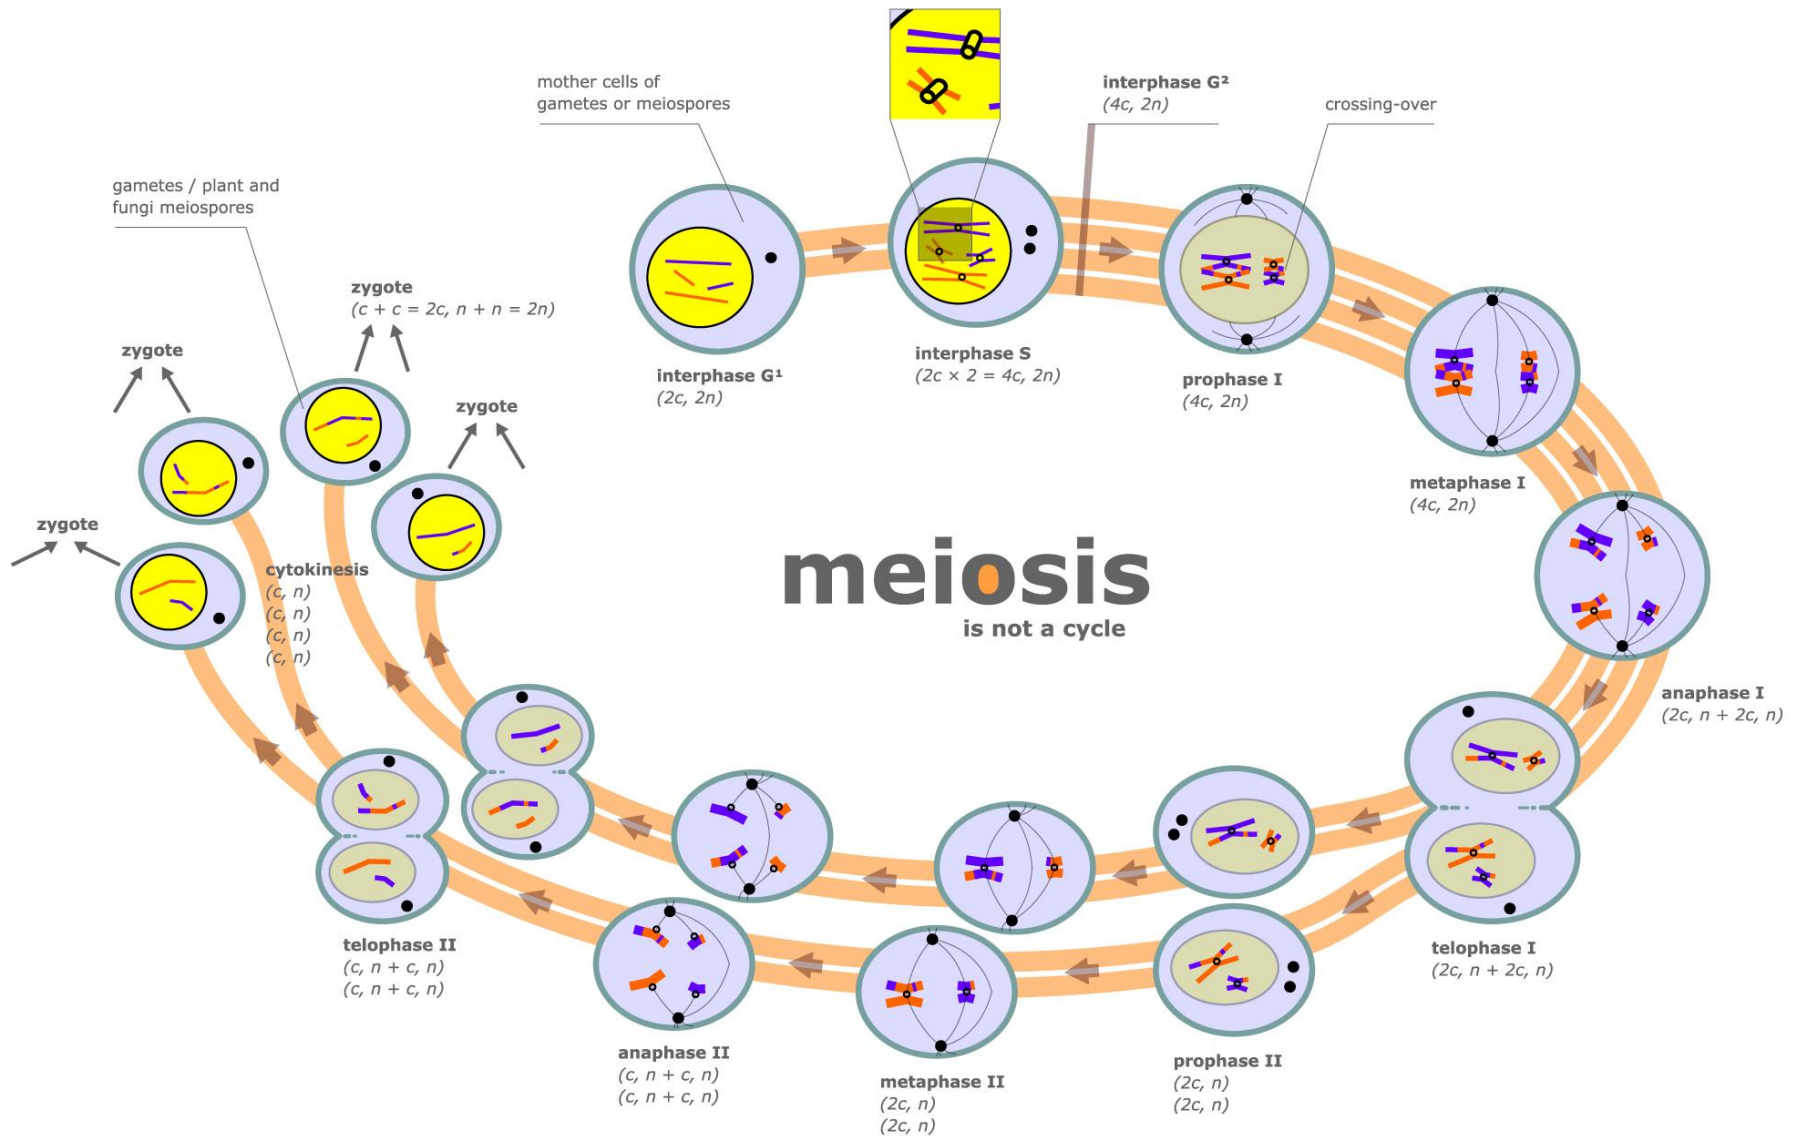 mother cells of
gametes or meiospores
interphase G²
(4c, 2n)
crossing-over
gametes / plant and
fungi meiospores
zygote
(c + c = 2c, n + n = 2n)
zygote
zygote
zygote
interphase G¹
(2c, 2n)
interphase S
(2c × 2 = 4c, 2n)
prophase I
(4c, 2n)
metaphase I
(4c, 2n)
cytokinesis
(c, n)
(c, n)
(c, n)
(c, n)
meiosis
is not a cycle
anaphase I
(2c, n + 2c, n)
telophase I
(2c, n + 2c, n)
prophase II
(2c, n)
(2c, n)
metaphase II
(2c, n)
(2c, n)
anaphase II
(c, n + c, n)
(c, n + c, n)
telophase II
(c, n + c, n)
(c, n + c, n)